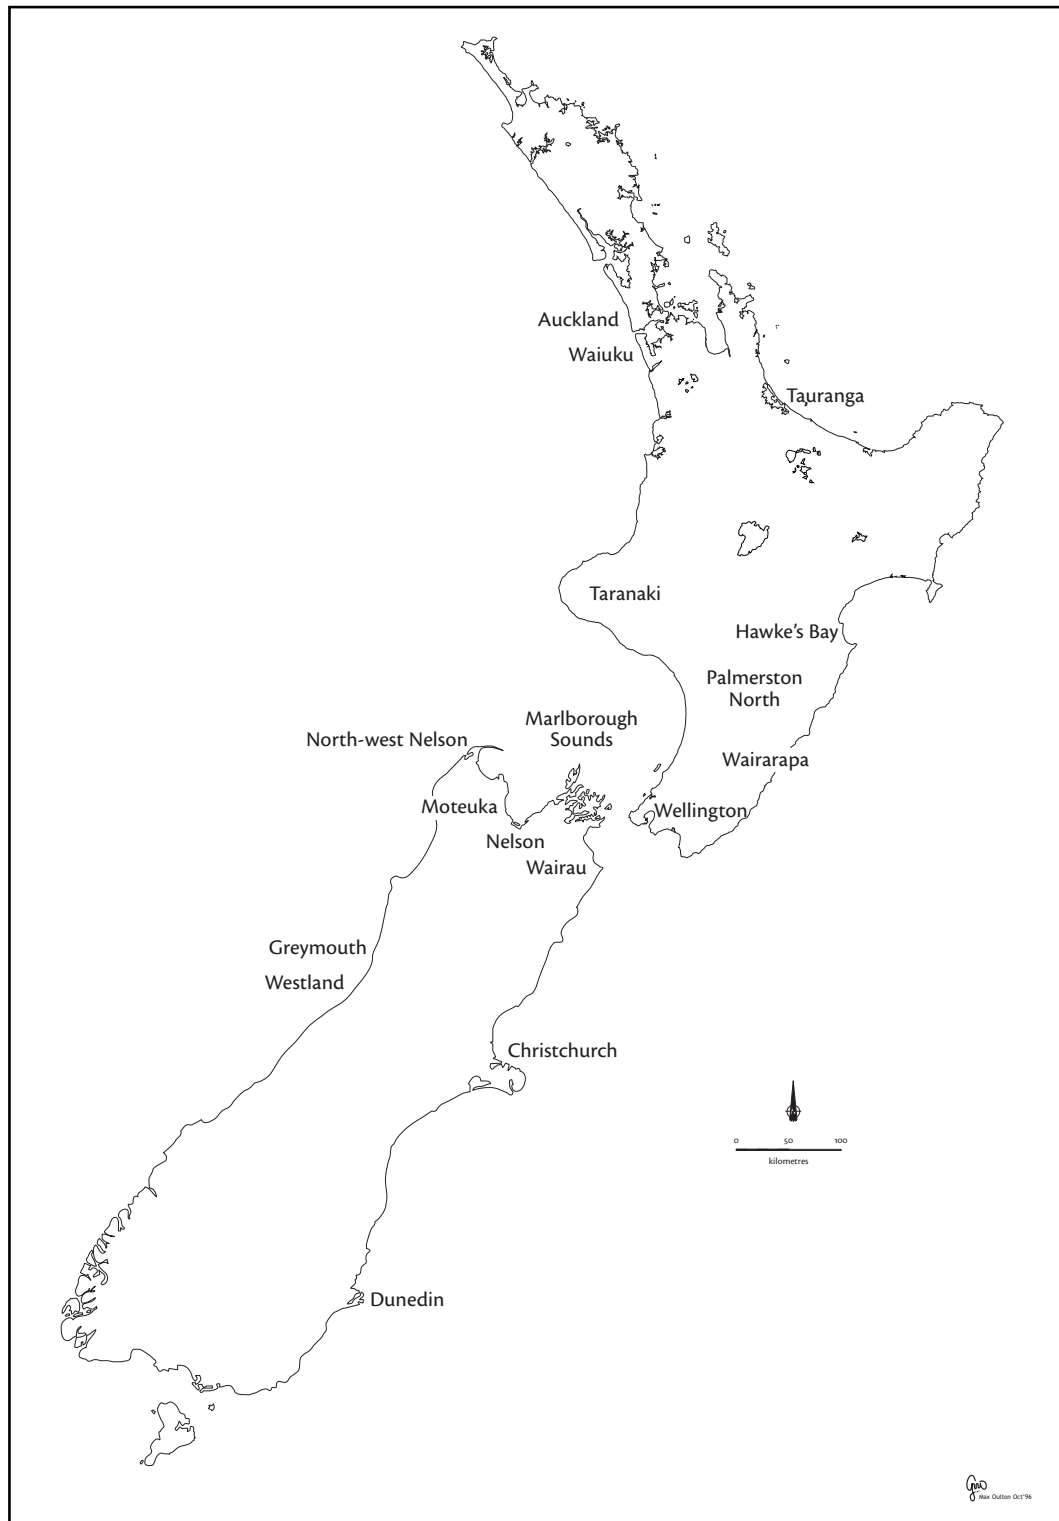 Auckland
Waiuku
Tauranga
Taranaki
Hawke's Bay
Palmerston
North
Marlborough
Sounds
North-west Nelson
Wairarapa
Moteuka
Wellington
Nelson
Wairau
Greymouth
Westland
Christchurch
0 50 100
kilometres
Dunedin
Max Oulton Oct'96